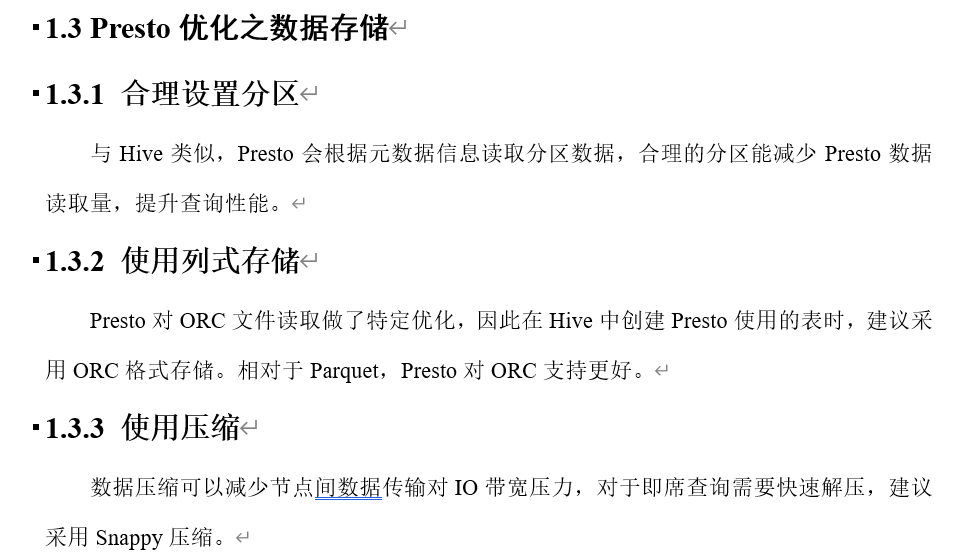 1.3 Presto 优化之数据存储
1.3.1 合理设置分区
与 Hive 类似，Presto 会根据元数据信息读取分区数据，合理的分区能减少 Presto 数据
读取量，提升查询性能。
1.3.2 使用列式存储
Presto 对 ORC 文件读取做了特定优化，因此在 Hive 中创建 Presto 使用的表时，建议采
用 ORC 格式存储。相对于 Parquet，Presto 对 ORC 支持更好。
1.3.3 使用压缩
数据压缩可以减少节点间数据传输对 IO 带宽压力，对于即席查询需要快速解压，建议
采用 Snappy 压缩。